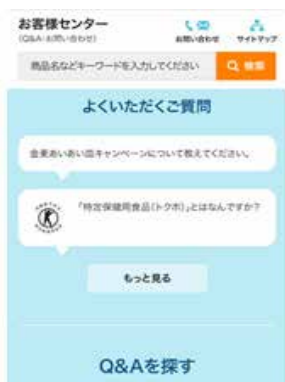 お客様センター
(Q&A・お問い合わせ)
お問い合わせ
サイトマップ
商品名などキーワードを入力してください
検索
よくいただくご質問
金麦あいあい皿キャンペーンについて教えてください。
「特定保健用食品（トクホ）」とはなんですか？
もっと見る
Q&Aを探す